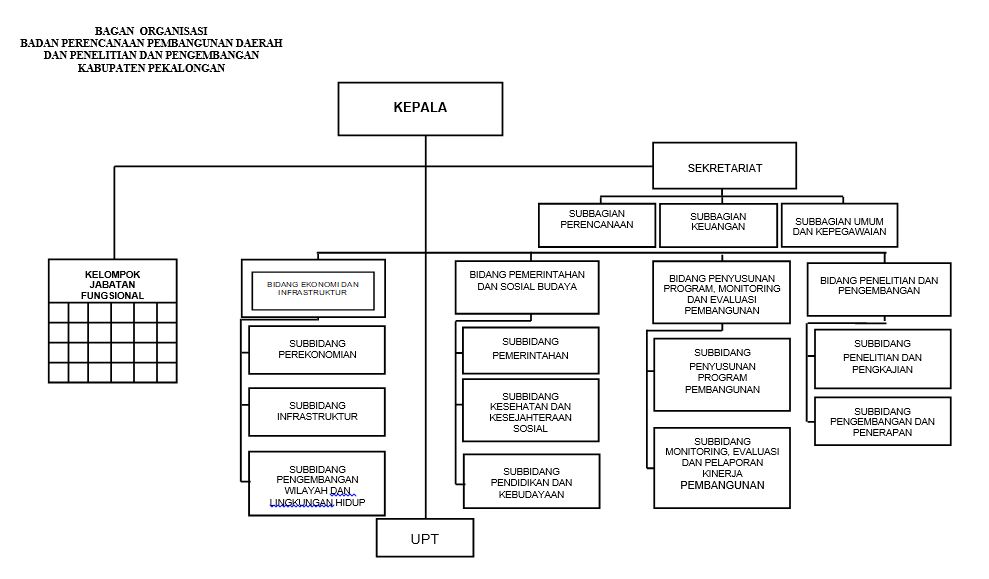 BAGAN ORGANISASI
BADAN PERENCANAAN PEMBANGUNAN DAERAH
DAN PENELITIAN DAN PENGEMBANGAN
KABUPATEN PEKALONGAN
KEPALA
SEKRETARIAT
SUBBAGIAN
PERENCANAAN
SUBBAGIAN
KEUANGAN
SUBBAGIAN UMUM
DAN KEPEGAWAIAN
KELOMPOK
JABATAN
FUNGSIONAL
BIDANG EKONOMI DAN
INFRASTRUKTUR
SUBBIDANG
PEREKONOMIAN
SUBBIDANG
INFRASTRUKTUR
SUBBIDANG
PENGEMBANGAN
WILAYAH DAN
LINGKUNGAN HIDUP
BIDANG PEMERINTAHAN
DAN SOSIAL BUDAYA
SUBBIDANG
PEMERINTAHAN
SUBBIDANG
KESEHATAN DAN
KESEJAHTERAAN
SOSIAL
SUBBIDANG
PENDIDIKAN DAN
KEBUDAYAAN
BIDANG PENYUSUNAN
PROGRAM, MONITORING
DAN EVALUASI
PEMBANGUNAN
SUBBIDANG
PENYUSUNAN
PROGRAM
PEMBANGUNAN
SUBBIDANG
MONITORING, EVALUASI
DAN PELAPORAN
KINERJA
PEMBANGUNAN
BIDANG PENELITIAN DAN
PENGEMBANGAN
SUBBIDANG
PENELITIAN DAN
PENGKAJIAN
SUBBIDANG
PENGEMBANGAN DAN
PENERAPAN
UPT